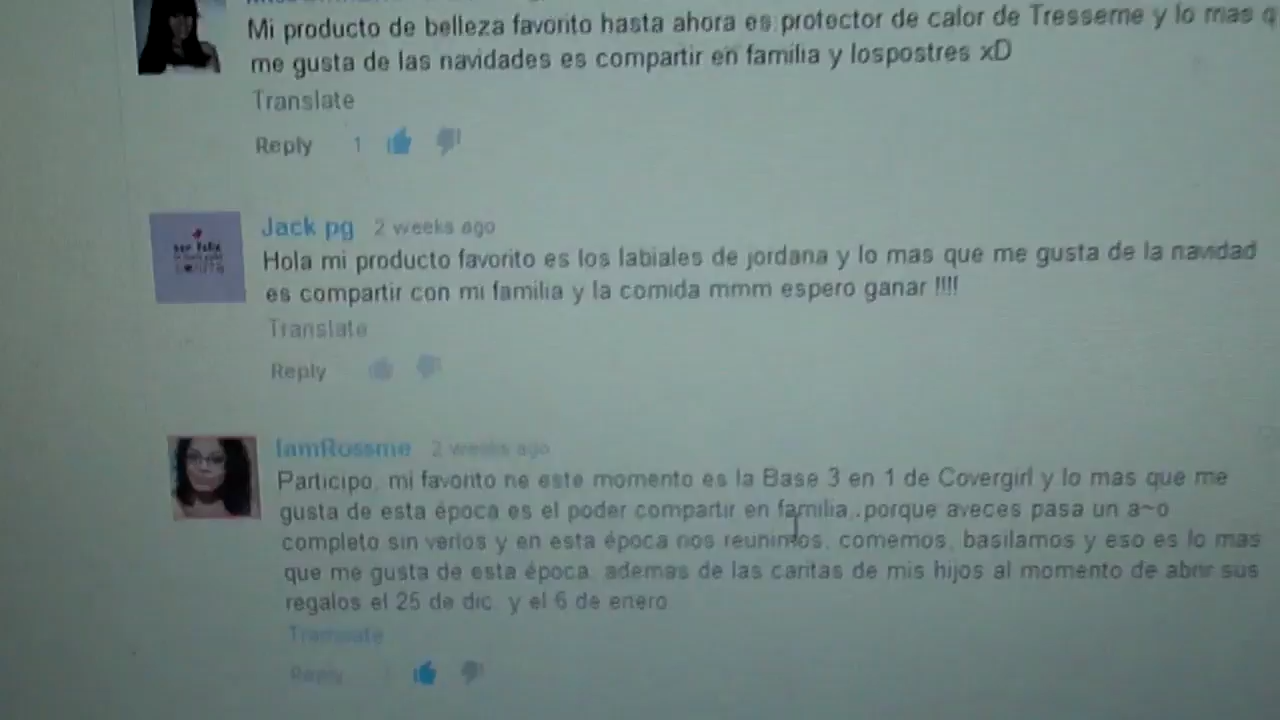 Mi producto de belleza favorito hasta ahora es protector de calor de Tresseme y lo mas q
me gusta de las navidades es compartir en familia y lospostres xD
Translate
Reply 1
Jack pg 2 weeks ago
Hola mi producto favorito es los labiales de jordana y lo mas que me gusta de la navidad
es compartir con mi familia y la comida mmm espero ganar !!!!
Translate
Reply
IamRossme 2 weeks ago
Participo, mi favorito ne este momento es la Base 3 en 1 de Covergirl y lo mas que me
gusta de esta época es el poder compartir en familia..porque aveces pasa un a~o
completo sin verlos y en esta época nos reunimos, comemos, basilamos y eso es lo mas
que me gusta de esta época, ademas de las caritas de mis hijos al momento de abrir sus
regalos el 25 de dic. y el 6 de enero
Translate
Reply